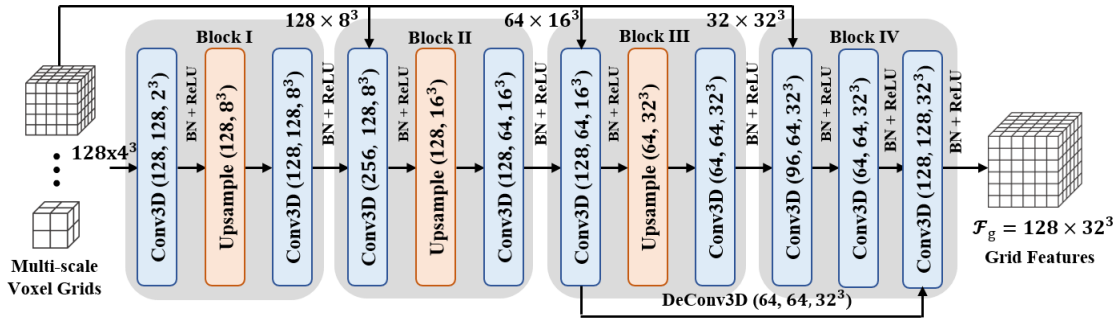 128 × 8³
64 × 16³
32 × 32³
Block I
Block II
Block III
Block IV
128x4³
Conv3D (128, 128, 2³)
BN + ReLU
Upsample (128, 8³)
Conv3D (128, 128, 8³)
BN + ReLU
Conv3D (256, 128, 8³)
BN + ReLU
Upsample (128, 16³)
Conv3D (128, 64, 16³)
BN + ReLU
Conv3D (128, 64, 16³)
BN + ReLU
Upsample (64, 32³)
Conv3D (64, 64, 32³)
BN + ReLU
Conv3D (96, 64, 32³)
BN + ReLU
Conv3D (64, 64, 32³)
BN + ReLU
Conv3D (128, 128, 32³)
BN + ReLU
Multi-scale
Voxel Grids
ℱg = 128 × 32³
Grid Features
DeConv3D (64, 64, 32³)